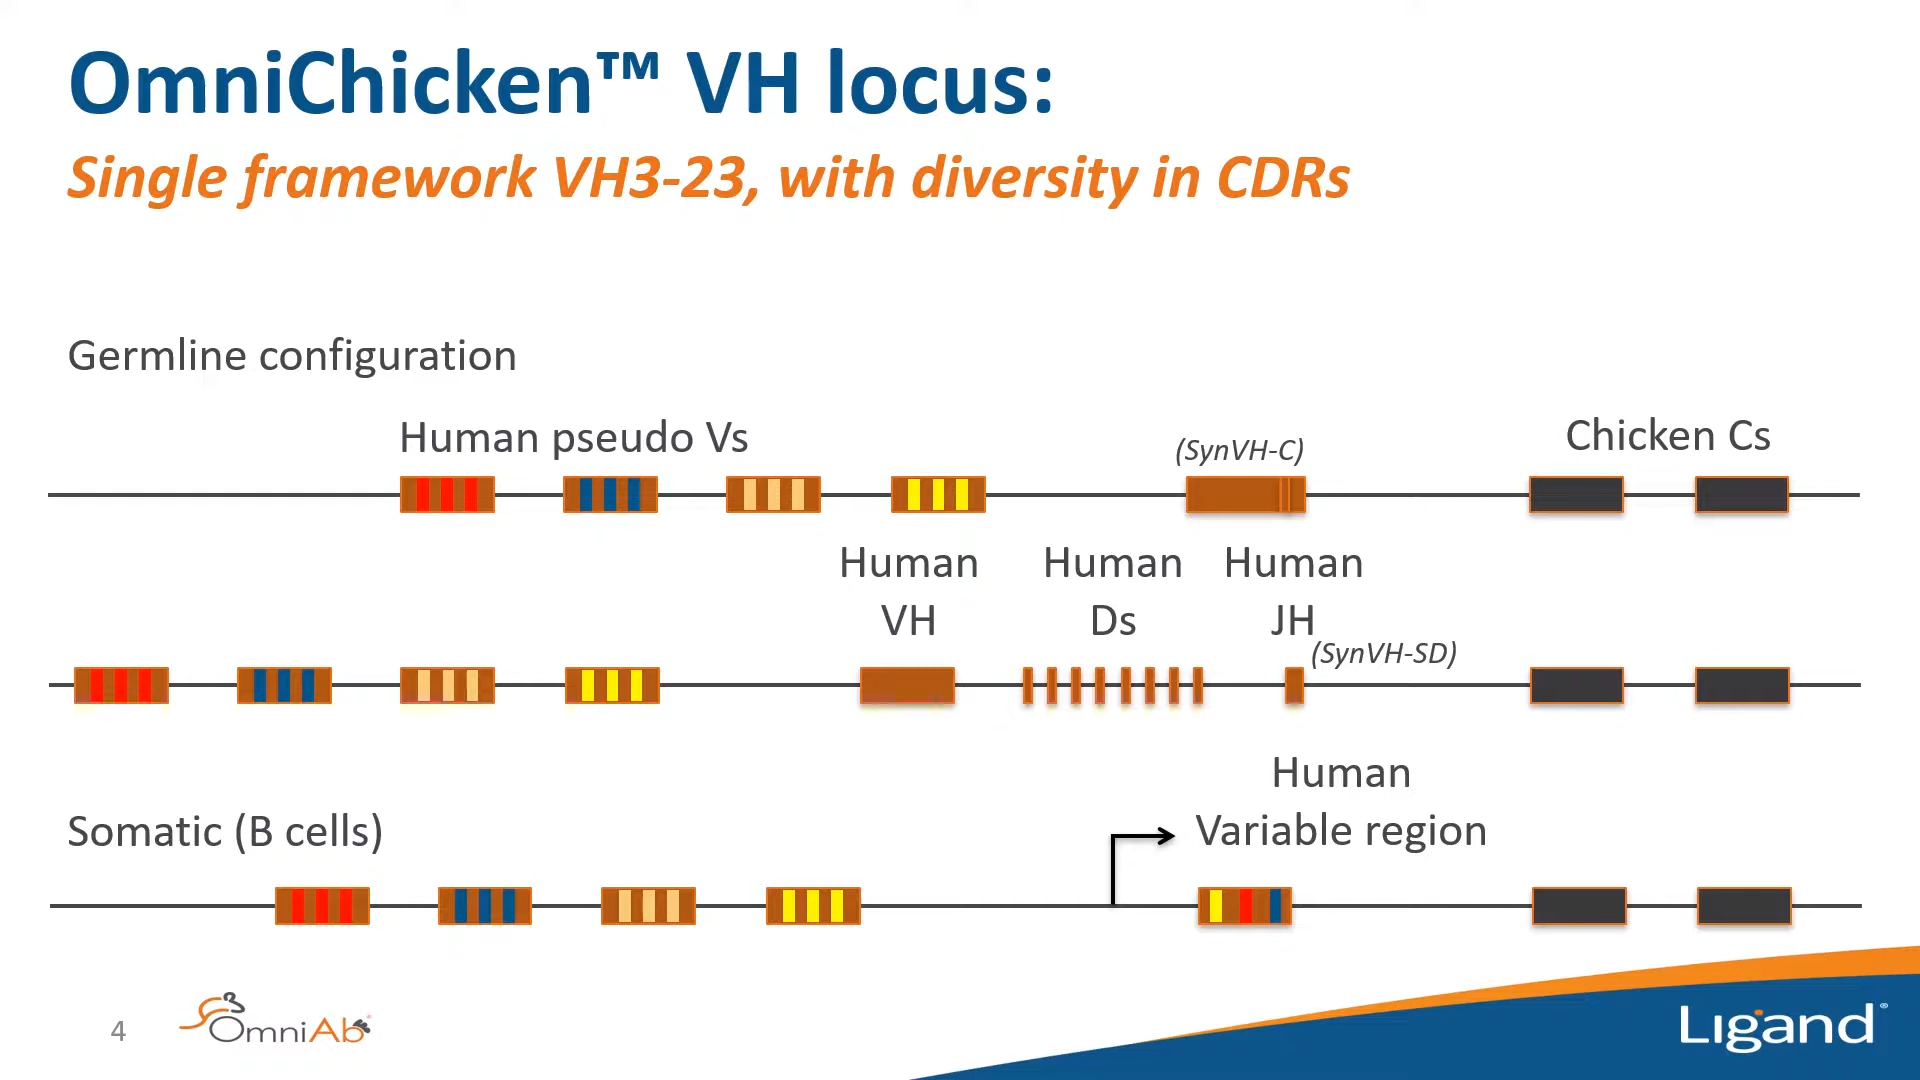 OmniChicken™ VH locus:
Single framework VH3-23, with diversity in CDRs
Germline configuration
Human pseudo Vs
(SynVH-C)
Chicken Cs
Human VH
Human Ds
Human JH
(SynVH-SD)
Somatic (B cells)
Human
Variable region
4
OmniAb
Ligand®